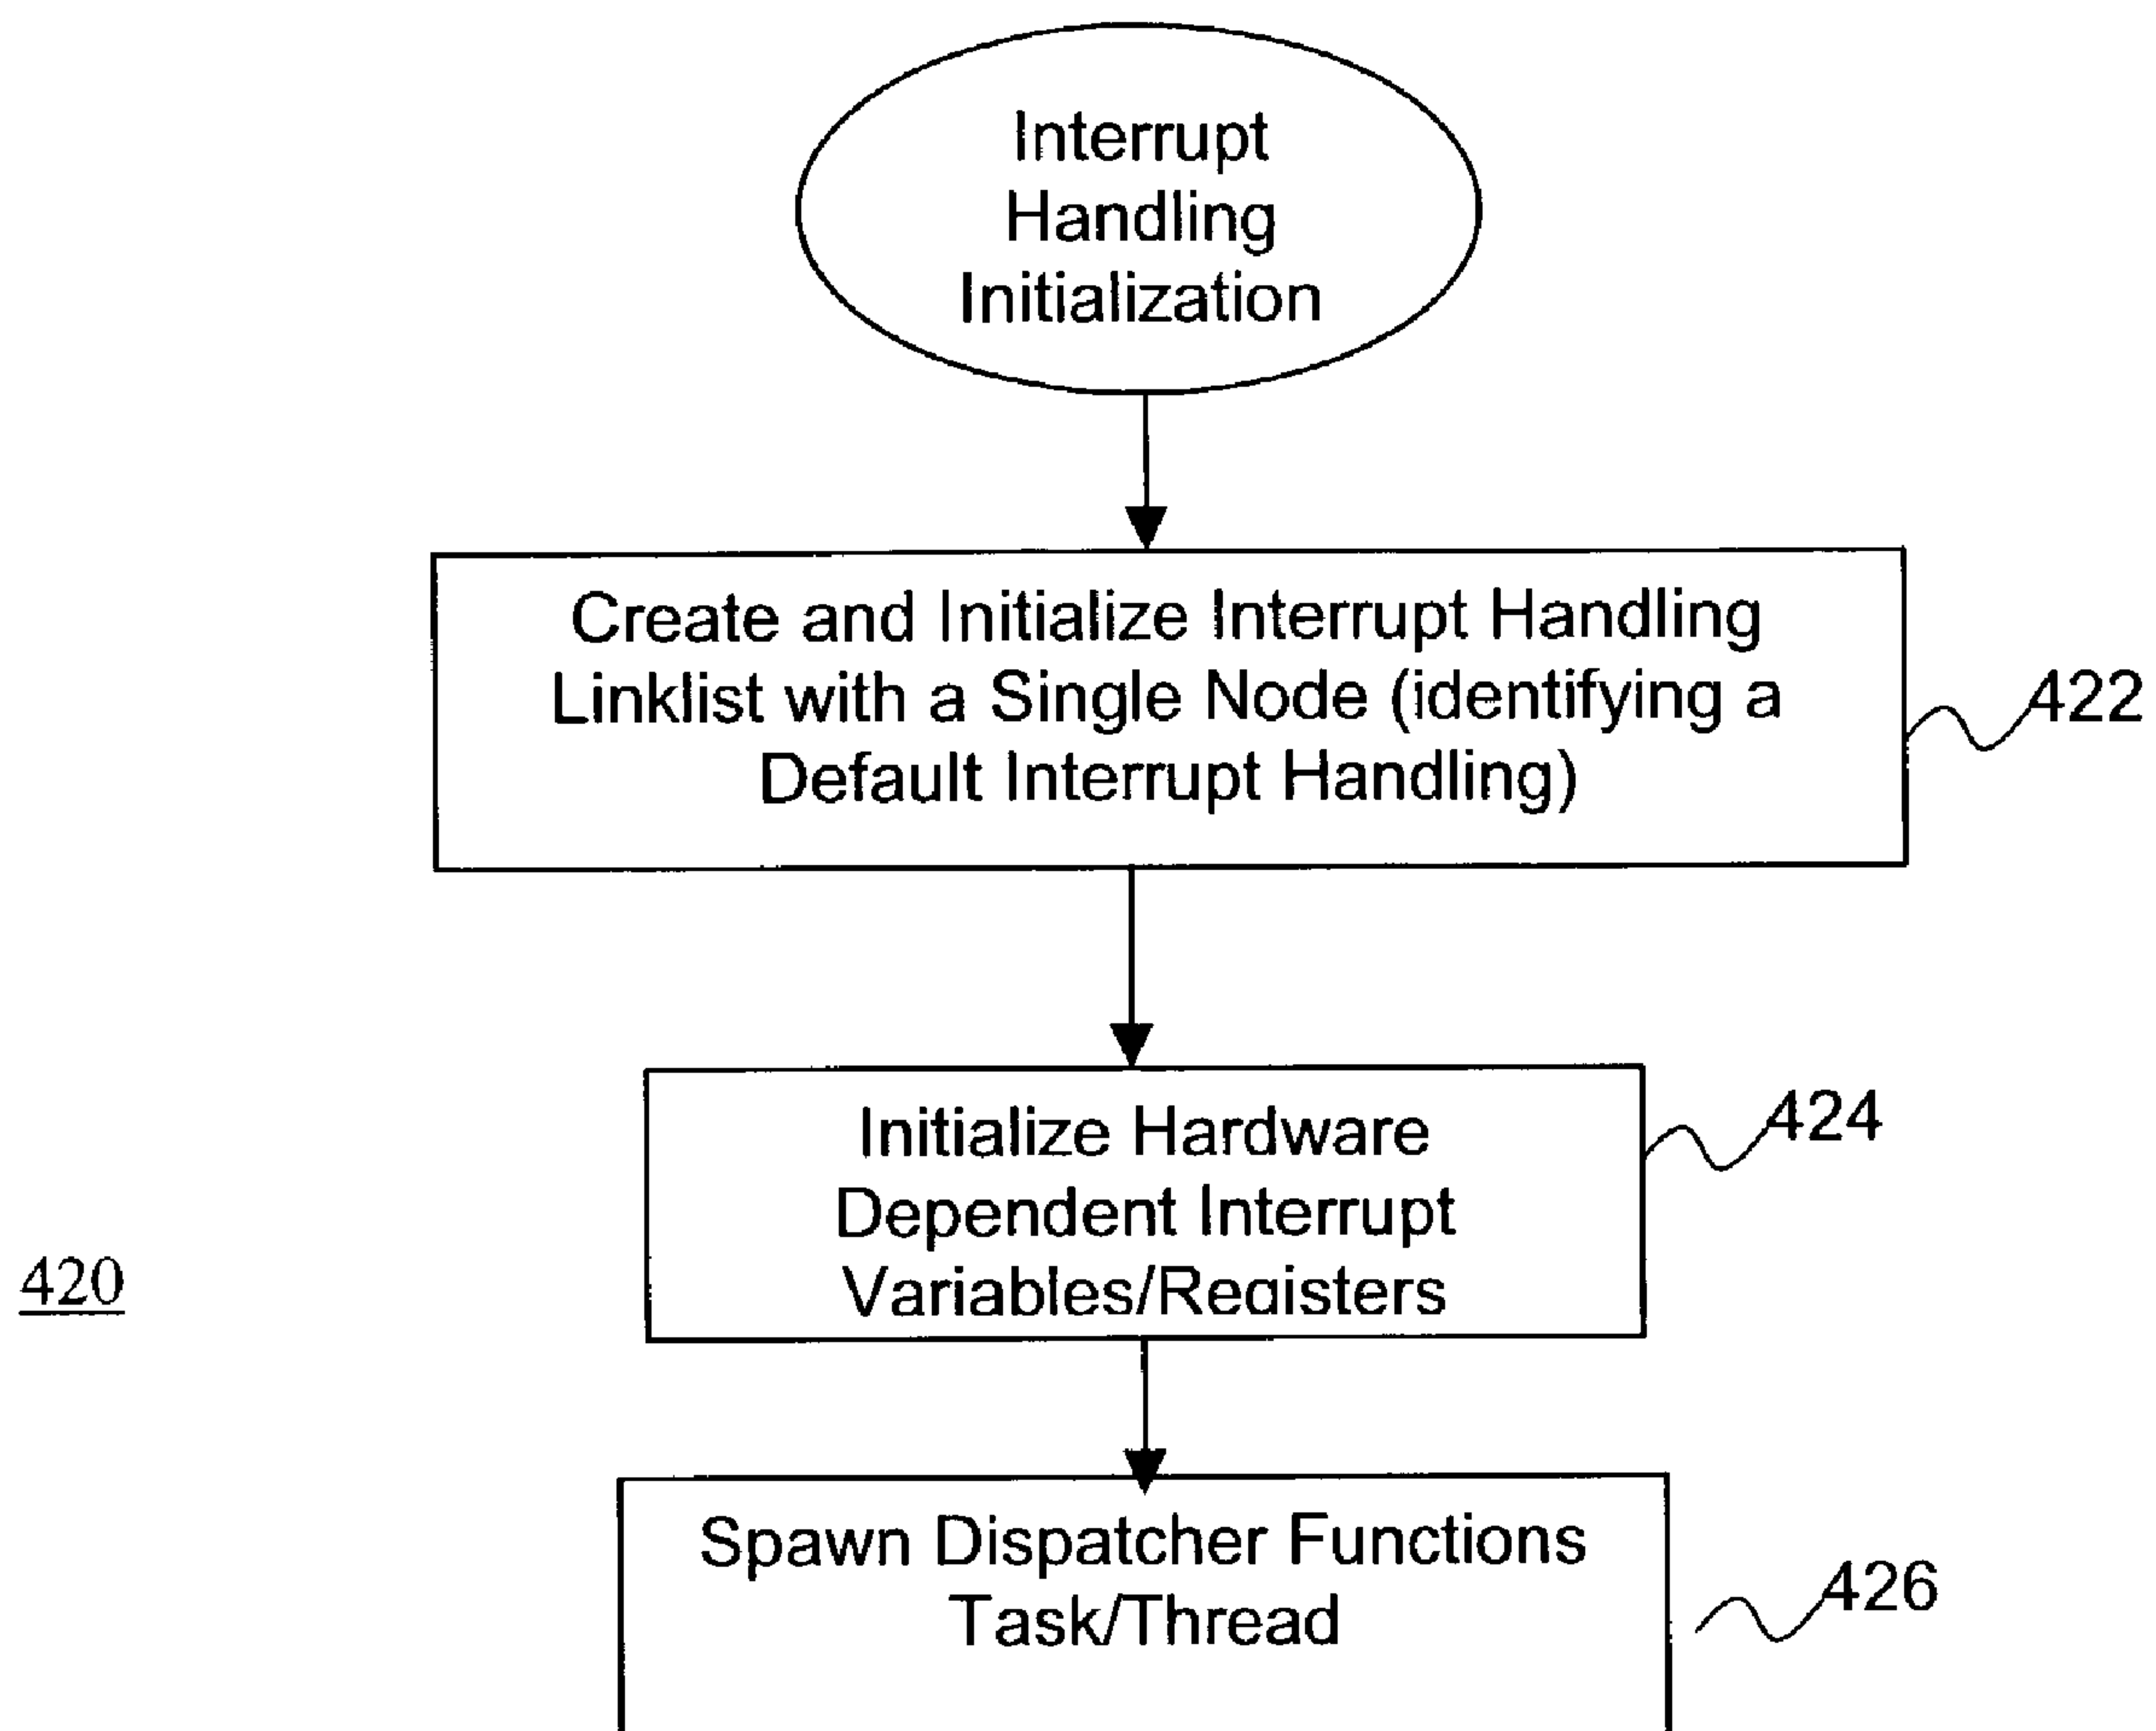 Interrupt
Handling
Initialization
Create and Initialize Interrupt Handling
Linklist with a Single Node (identifying a
Default Interrupt Handling)
422
Initialize Hardware
Dependent Interrupt
Variables/Registers
424
420
Spawn Dispatcher Functions
Task/Thread
426